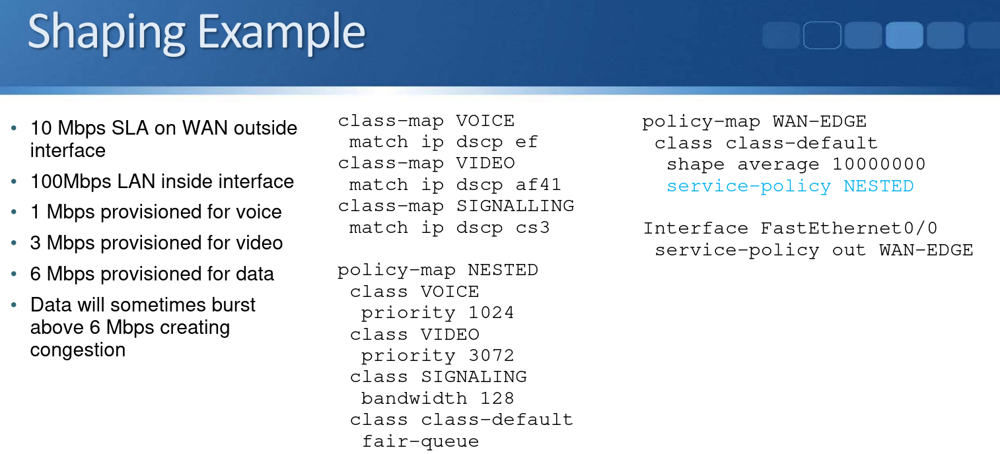 Shaping Example
• 10 Mbps SLA on WAN outside
interface
• 100Mbps LAN inside interface
• 1 Mbps provisioned for voice
• 3 Mbps provisioned for video
• 6 Mbps provisioned for data
• Data will sometimes burst
above 6 Mbps creating
congestion
class-map VOICE
match ip dscp ef
class-map VIDEO
match ip dscp af41
class-map SIGNALLING
match ip dscp cs3
policy-map NESTED
class VOICE
priority 1024
class VIDEO
priority 3072
class SIGNALING
bandwidth 128
class class-default
fair-queue
policy-map WAN-EDGE
class class-default
shape average 10000000
service-policy NESTED
Interface FastEthernet0/0
service-policy out WAN-EDGE